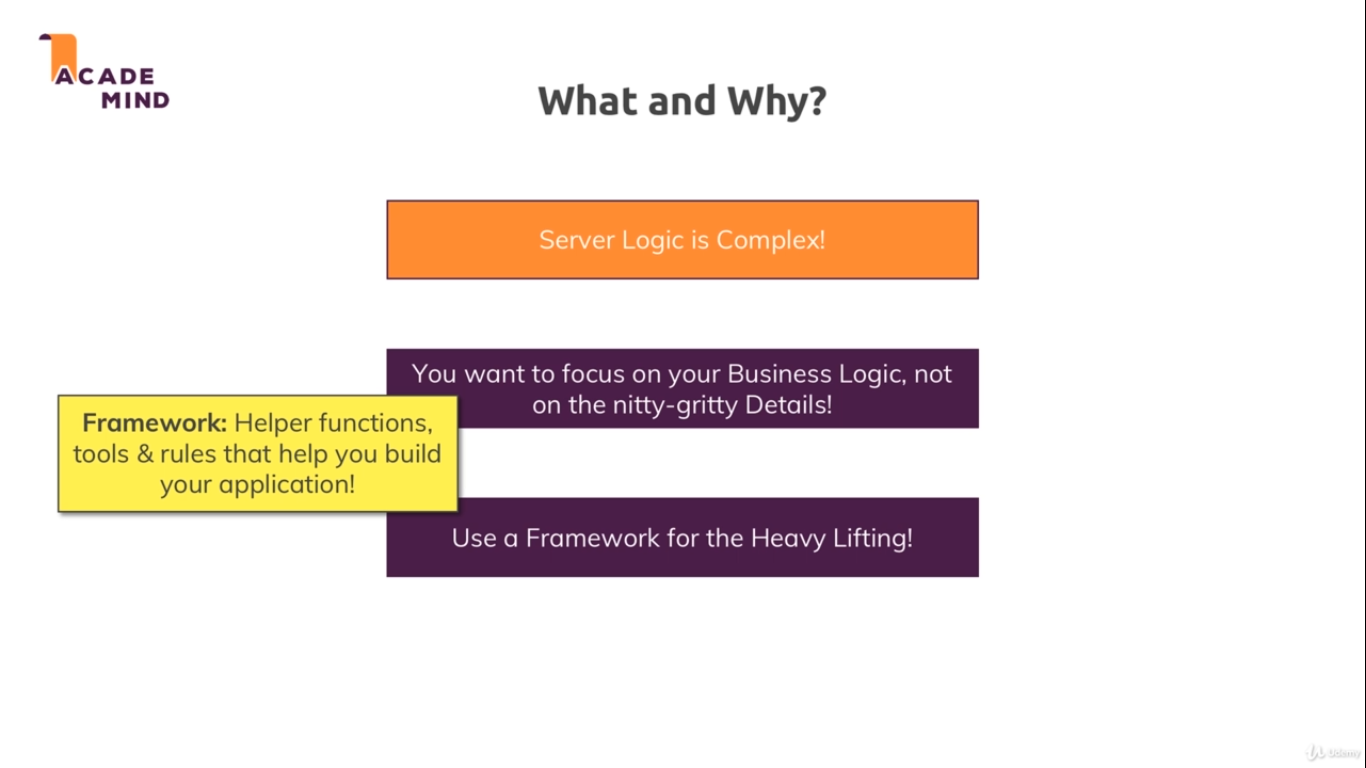 ACADE
MIND
What and Why?
Server Logic is Complex!
You want to focus on your Business Logic, not
on the nitty-gritty Details!
Framework: Helper functions,
tools & rules that help you build
your application!
Use a Framework for the Heavy Lifting!
Udemy